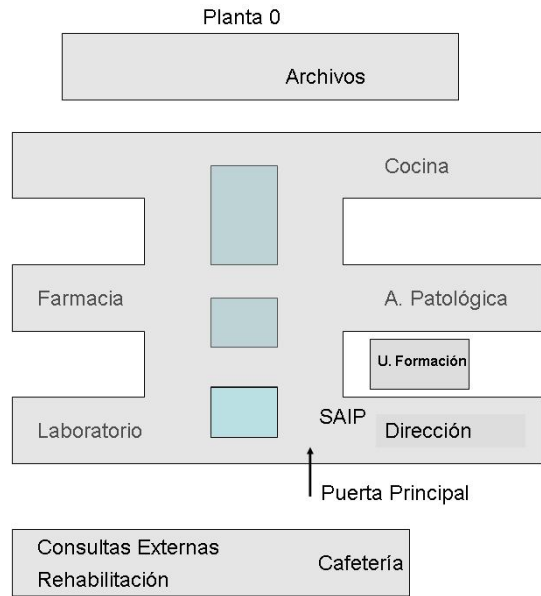 Planta 0
Archivos
Cocina
Farmacia
A. Patológica
U. Formación
SAIP
Laboratorio
Dirección
Puerta Principal
Consultas Externas
Cafetería
Rehabilitación